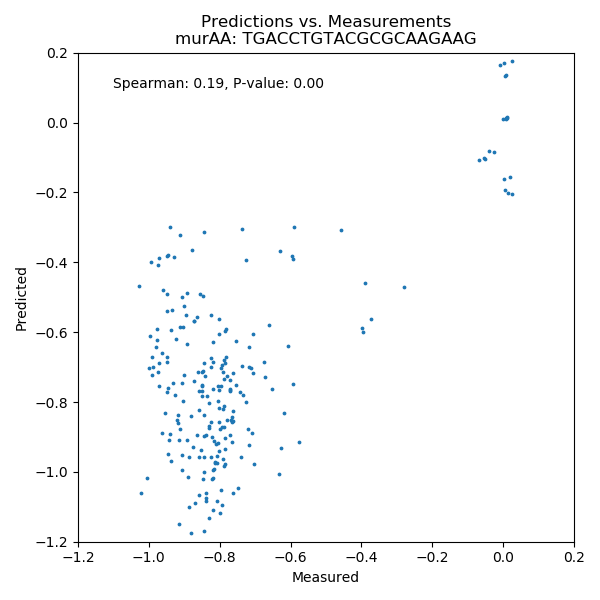 Predictions vs. Measurements
murAA: TGACCTGTACGCGCAAGAAG
Spearman: 0.19, P-value: 0.00
0.2
0.0
−0.2
−0.4
−0.6
−0.8
−1.0
−1.2
Predicted
−1.2 −1.0 −0.8 −0.6 −0.4 −0.2 0.0 0.2
Measured